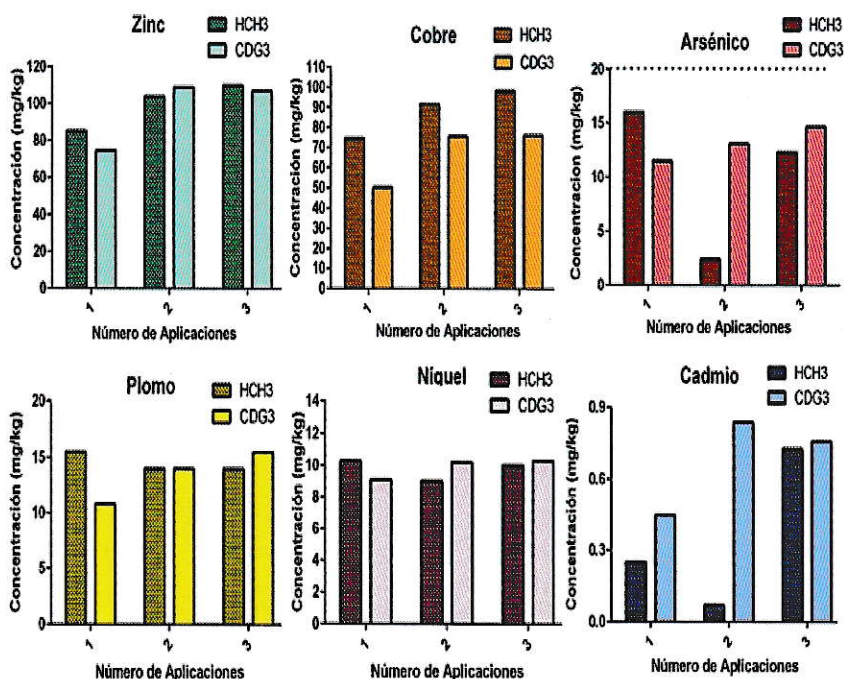 Zinc
HCH3
CDG3
Concentración (mg/kg)
120
100
80
60
40
20
0
1
2
3
Número de Aplicaciones
Cobre
HCH3
CDG3
Concentración (mg/kg)
110
100
90
80
70
60
50
40
30
20
10
0
1
2
3
Número de Aplicaciones
Arsénico
HCH3
CDG3
Concentracion (mg/kg)
20
15
10
5
0
1
2
3
Número de Aplicaciones
Plomo
HCH3
CDG3
Concentración (mg/kg)
20
15
10
5
0
1
2
3
Número de Aplicaciones
Níquel
HCH3
CDG3
Concentración (mg/kg)
14
12
10
8
6
4
2
0
1
2
3
Número de Aplicaciones
Cadmio
HCH3
CDG3
Concentración (mg/kg)
0.9
0.6
0.3
0.0
1
2
3
Número de Aplicaciones